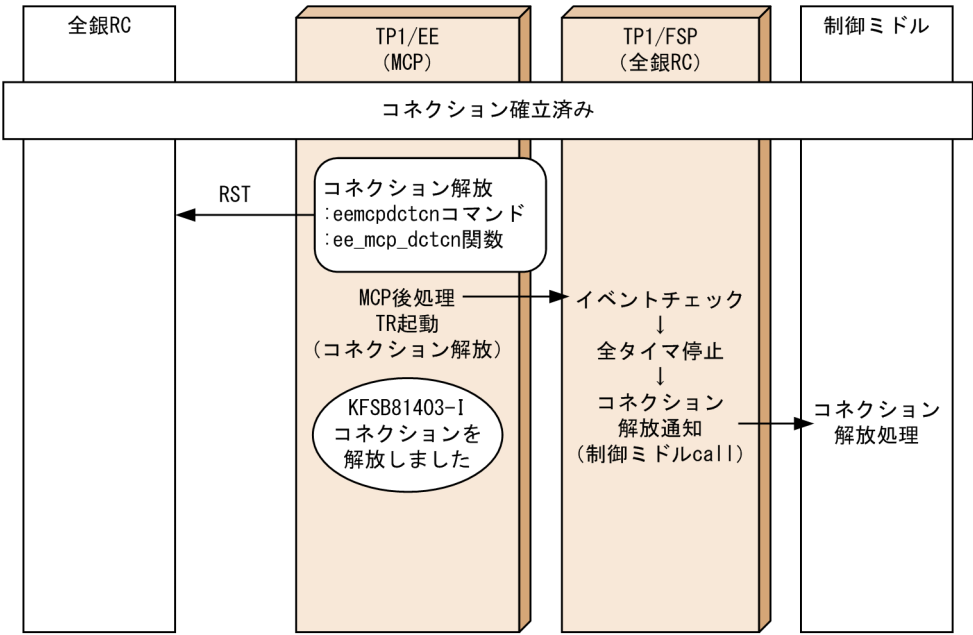 全銀RC
TP1/EE
(MCP)
TP1/FSP
(全銀RC)
制御ミドル
コネクション確立済み
RST
コネクション解放
:eemcpdctcnコマンド
:ee_mcp_dctcn関数
MCP後処理
TR起動
(コネクション解放)
イベントチェック
↓
全タイマ停止
↓
コネクション
解放通知
(制御ミドルcall)
コネクション
解放処理
KFSB81403-I
コネクションを
解放しました